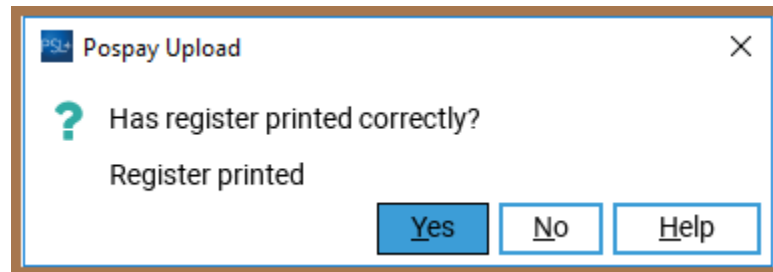 PSL+ Pospay Upload
Has register printed correctly?
Register printed
Yes No Help